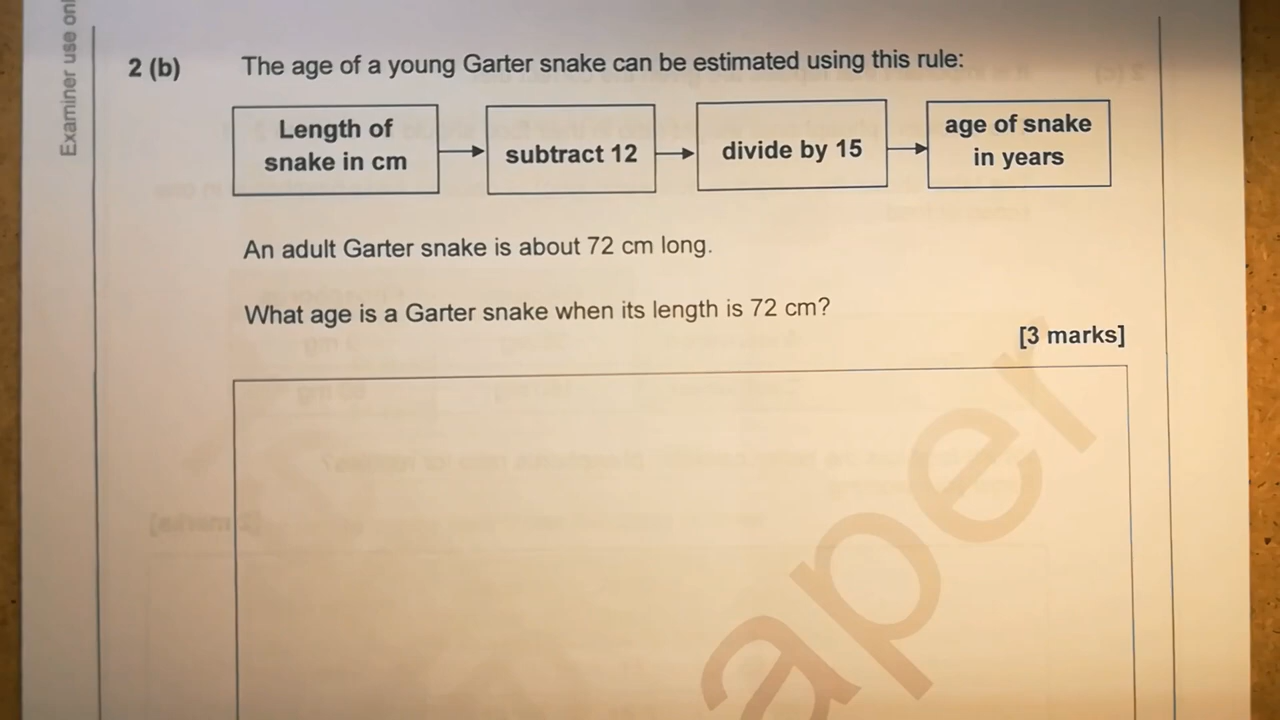 Examiner use
2 (b) The age of a young Garter snake can be estimated using this rule:
Length of
snake in cm
subtract 12
divide by 15
age of snake
in years
An adult Garter snake is about 72 cm long.
What age is a Garter snake when its length is 72 cm?
[3 marks]
aper